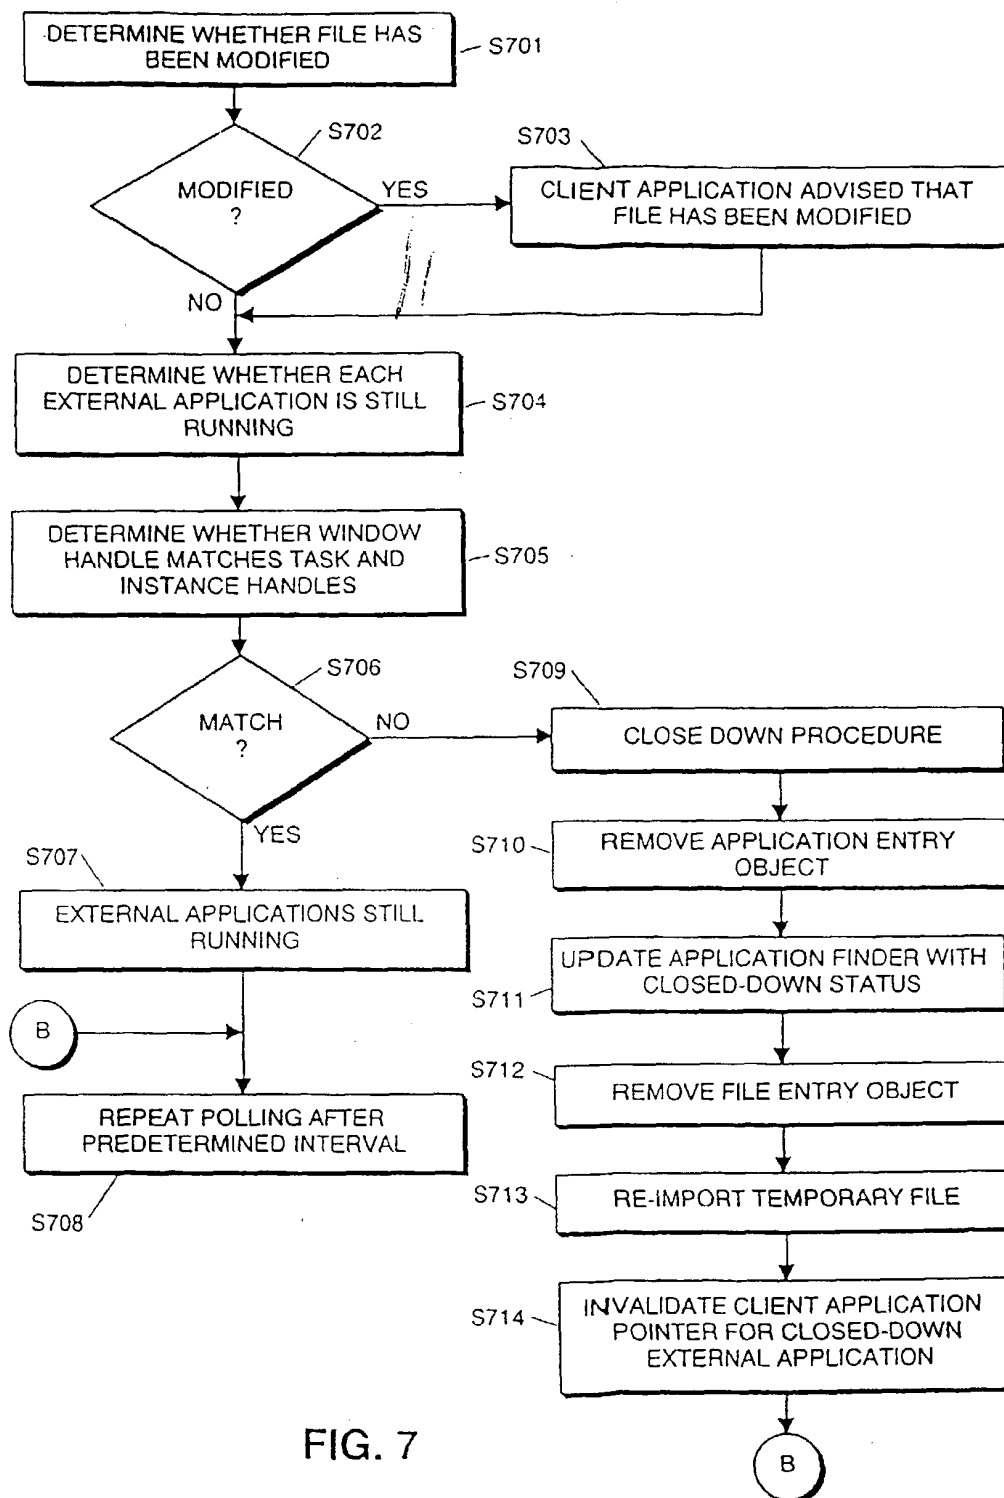 DETERMINE WHETHER FILE HAS
BEEN MODIFIED
S701
S702
MODIFIED
?
YES
NO
S703
CLIENT APPLICATION ADVISED THAT
FILE HAS BEEN MODIFIED
DETERMINE WHETHER EACH
EXTERNAL APPLICATION IS STILL
RUNNING
S704
DETERMINE WHETHER WINDOW
HANDLE MATCHES TASK AND
INSTANCE HANDLES
S705
S706
MATCH
?
NO
YES
S707
EXTERNAL APPLICATIONS STILL
RUNNING
B
REPEAT POLLING AFTER
PREDETERMINED INTERVAL
S708
S709
CLOSE DOWN PROCEDURE
S710
REMOVE APPLICATION ENTRY
OBJECT
S711
UPDATE APPLICATION FINDER WITH
CLOSED-DOWN STATUS
S712
REMOVE FILE ENTRY OBJECT
S713
RE-IMPORT TEMPORARY FILE
S714
INVALIDATE CLIENT APPLICATION
POINTER FOR CLOSED-DOWN
EXTERNAL APPLICATION
B
FIG. 7